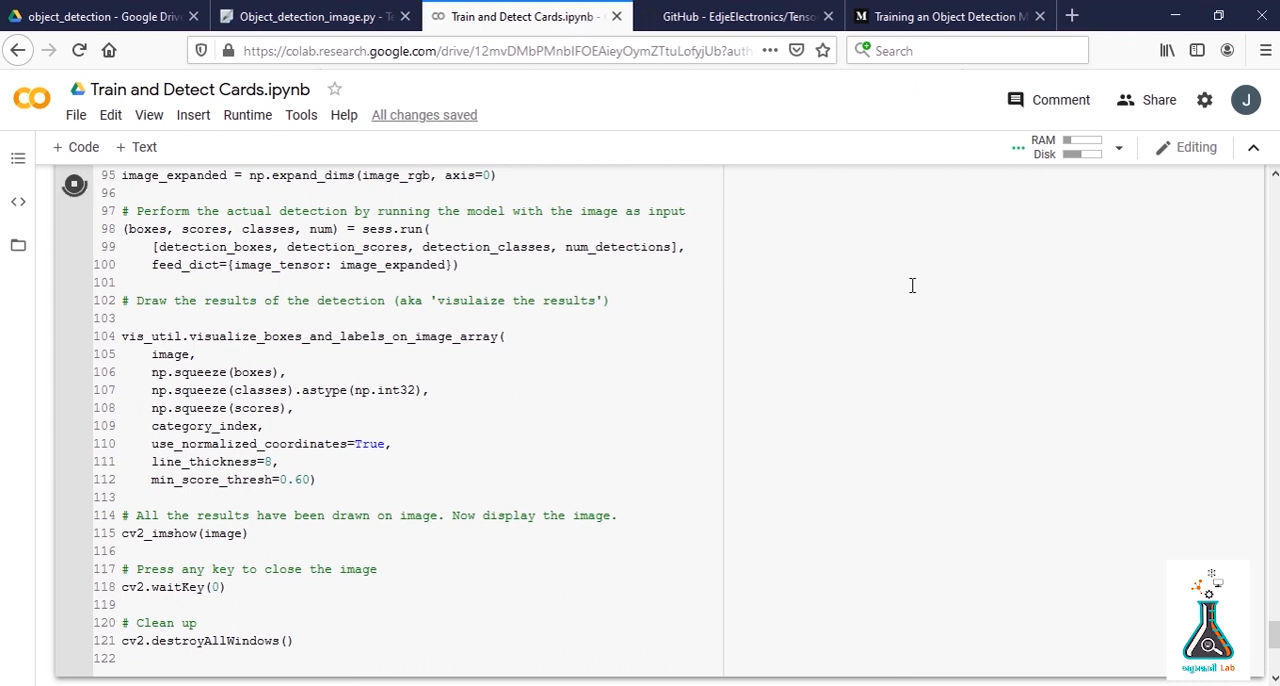 object_detection - Google Driv
Object_detection_image.py - Te
Train and Detect Cards.ipynb -
GitHub - EdjeElectronics/Tenso
Training an Object Detection M
https://colab.research.google.com/drive/12mvDMbPMnbIFOEAieyOymZTtuLofyjUb?auth
Search
CO
Train and Detect Cards.ipynb
Comment
Share
J
File Edit View Insert Runtime Tools Help All changes saved
+ Code + Text
RAM
Disk
Editing
95 image_expanded = np.expand_dims(image_rgb, axis=0)
96
97 # Perform the actual detection by running the model with the image as input
98 (boxes, scores, classes, num) = sess.run(
99 [detection_boxes, detection_scores, detection_classes, num_detections],
100 feed_dict={image_tensor: image_expanded})
101
102 # Draw the results of the detection (aka 'visulaize the results')
103
104 vis_util.visualize_boxes_and_labels_on_image_array(
105 image,
106 np.squeeze(boxes),
107 np.squeeze(classes).astype(np.int32),
108 np.squeeze(scores),
109 category_index,
110 use_normalized_coordinates=True,
111 line_thickness=8,
112 min_score_thresh=0.60)
113
114 # All the results have been drawn on image. Now display the image.
115 cv2_imshow(image)
116
117 # Press any key to close the image
118 cv2.waitKey(0)
119
120 # Clean up
121 cv2.destroyAllWindows()
122
Lab